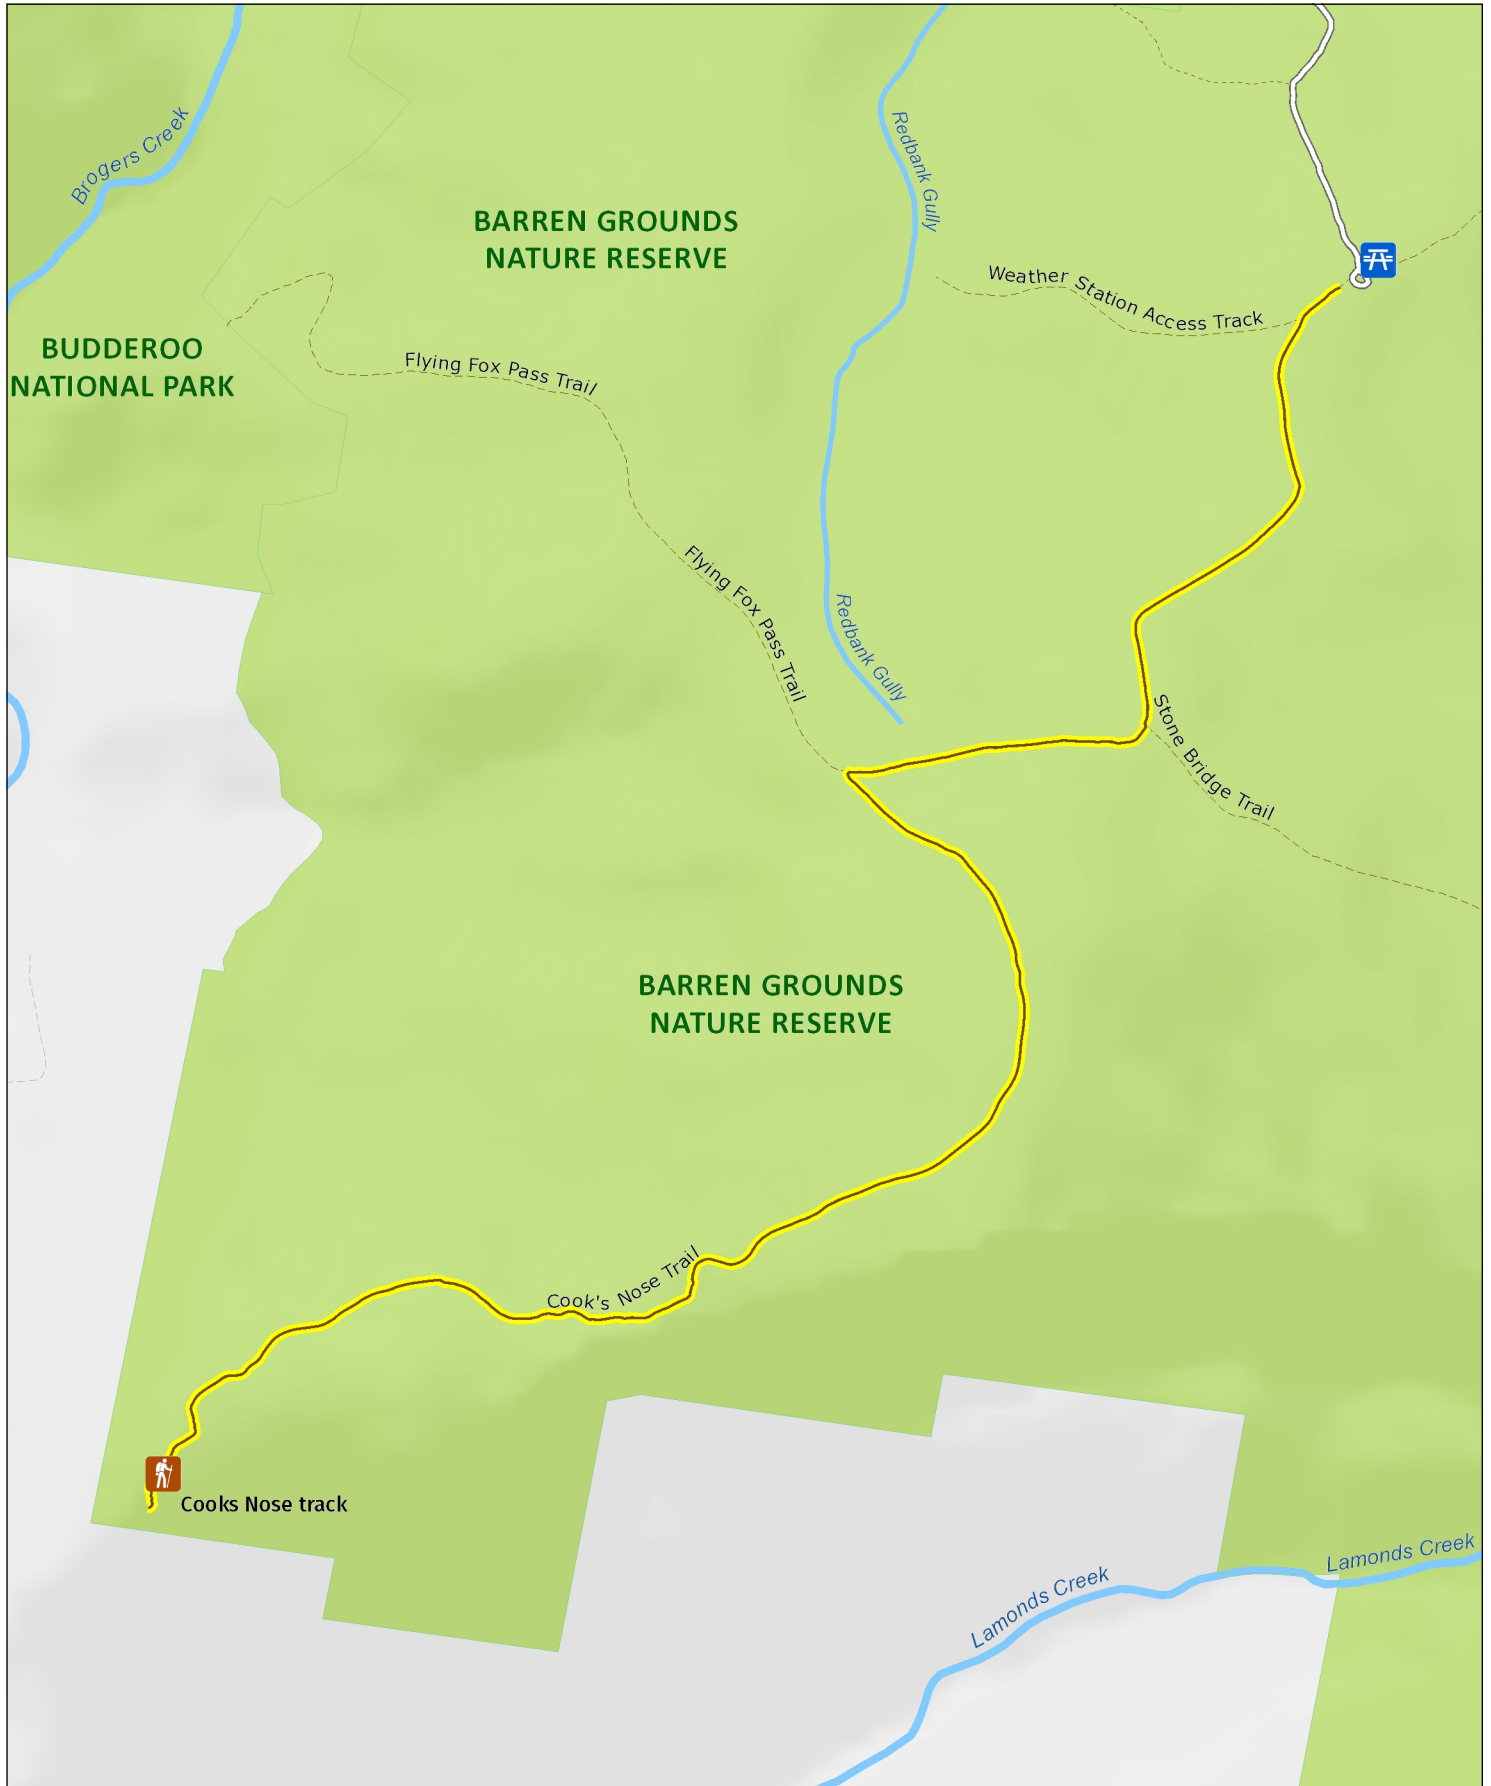 Brogers Creek
Redbank Gully
BARREN GROUNDS
NATURE RESERVE
Weather Station Access Track
BUDDEROO
NATIONAL PARK
Flying Fox Pass Trail
Flying Fox Pass Trail
Redbank Gully
Stone Bridge Trail
BARREN GROUNDS
NATURE RESERVE
Cook's Nose Trail
Cooks Nose track
Lamonds Creek
Lamonds Creek